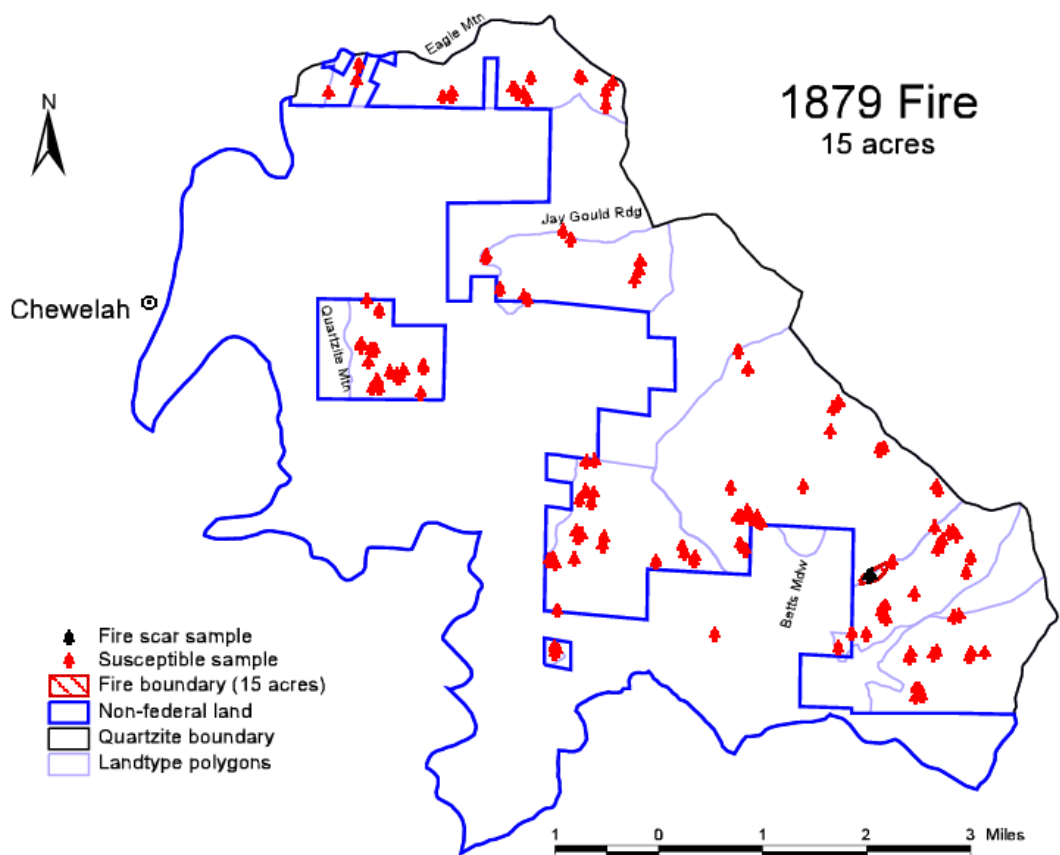 Eagle Mtn
N
1879 Fire
15 acres
Jay Gould Rdg
Chewelah
Quartzite Mtn
Betts Mdw
Fire scar sample
Susceptible sample
Fire boundary (15 acres)
Non-federal land
Quartzite boundary
Landtype polygons
1 0 1 2 3 Miles